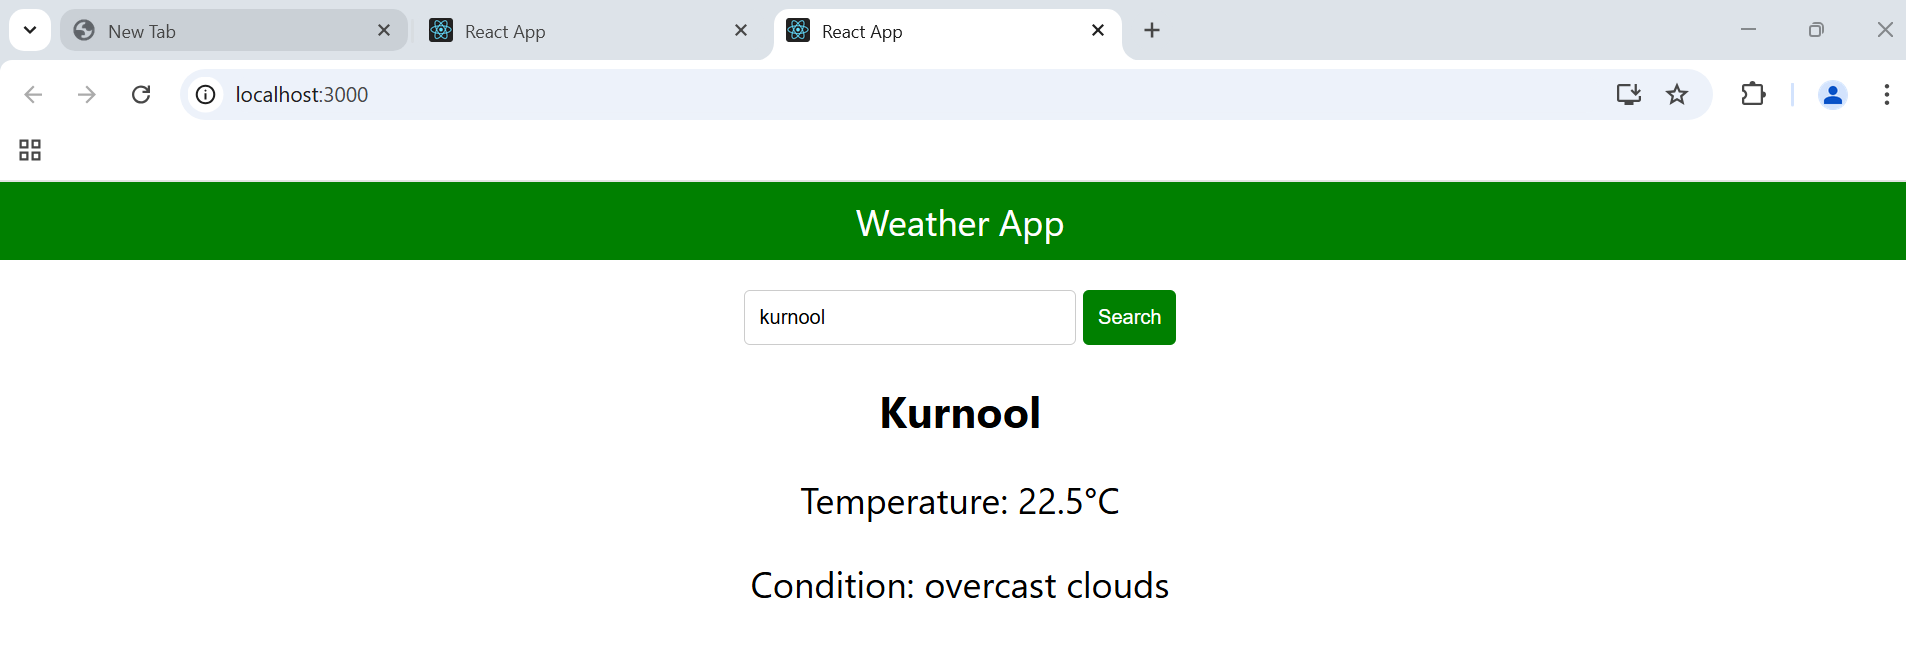 New Tab
React App
React App
localhost:3000
Weather App
kurnool
Search
Kurnool
Temperature: 22.5°C
Condition: overcast clouds